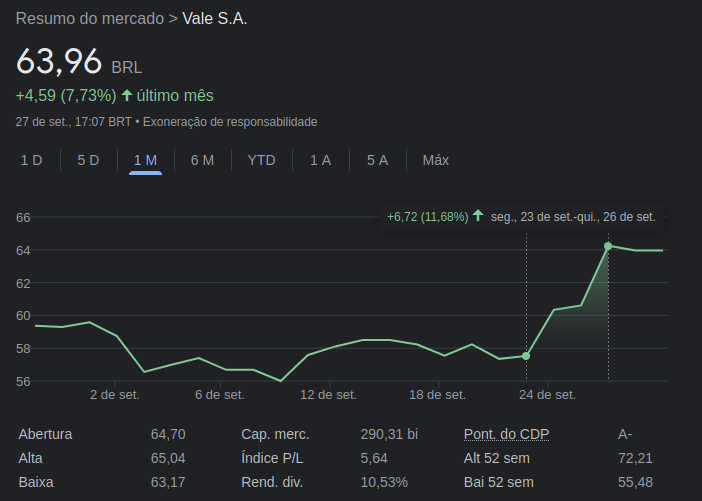 Resumo do mercado > Vale S.A.
63,96 BRL
+4,59 (7,73%) ↑ último mês
27 de set., 17:07 BRT • Exoneração de responsabilidade
1 D 5 D 1 M 6 M YTD 1 A 5 A Máx
+6,72 (11,68%) ↑ seg., 23 de set.-qui., 26 de set.
66
64
62
60
58
56
2 de set. 6 de set. 12 de set. 18 de set. 24 de set.
Abertura 64,70 Cap. merc. 290,31 bi Pont. do CDP A-
Alta 65,04 Índice P/L 5,64 Alt 52 sem 72,21
Baixa 63,17 Rend. div. 10,53% Bai 52 sem 55,48